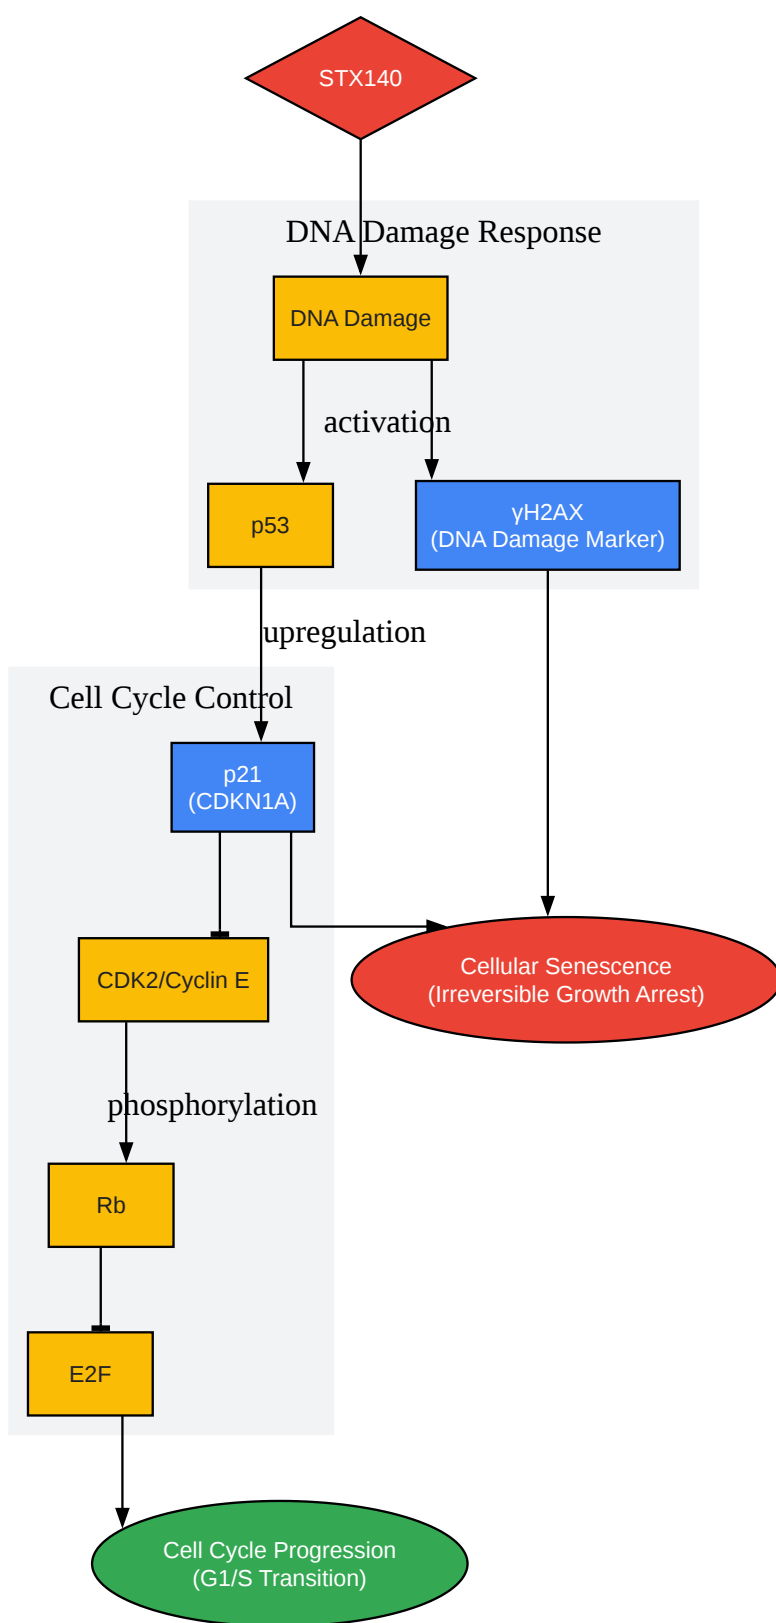 STX140
DNA Damage Response
DNA Damage
activation
p53
γH2AX
(DNA Damage Marker)
upregulation
Cell Cycle Control
p21
(CDKN1A)
CDK2/Cyclin E
Cellular Senescence
(Irreversible Growth Arrest)
phosphorylation
Rb
E2F
Cell Cycle Progression
(G1/S Transition)